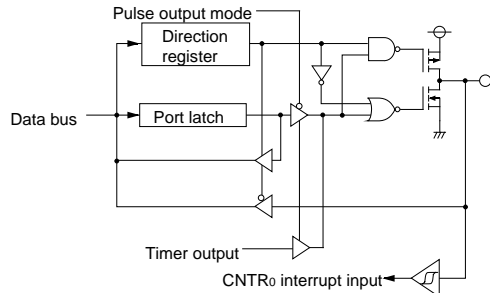 Pulse output mode
Direction
register
Data bus
Port latch
Timer output
CNTR0 interrupt input